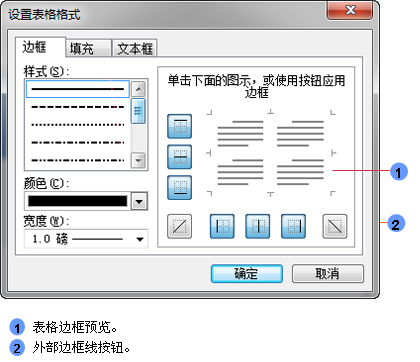 设置表格格式
边框 填充 文本框
样式(S):
单击下面的图示，或使用按钮应用
边框
颜色(C):
宽度(W):
1.0 磅
确定 取消
1
2
1 表格边框预览。
2 外部边框线按钮。